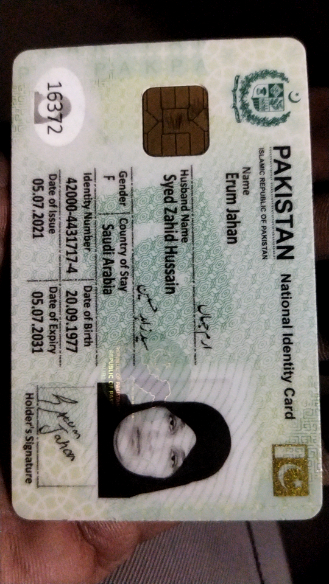 PAKISTAN National Identity Card
ISLAMIC REPUBLIC OF PAKISTAN
Name
Erum Jahan
ارم جہاں
Husband Name
Syed Zahid Hussain
سید زاہد حسین
Gender Country of Stay
F Saudi Arabia
Identity Number Date of Birth
42000-4431717-4 20.09.1977
Date of Issue Date of Expiry
05.07.2021 05.07.2031
16372
Erum Jahan
Holder's Signature